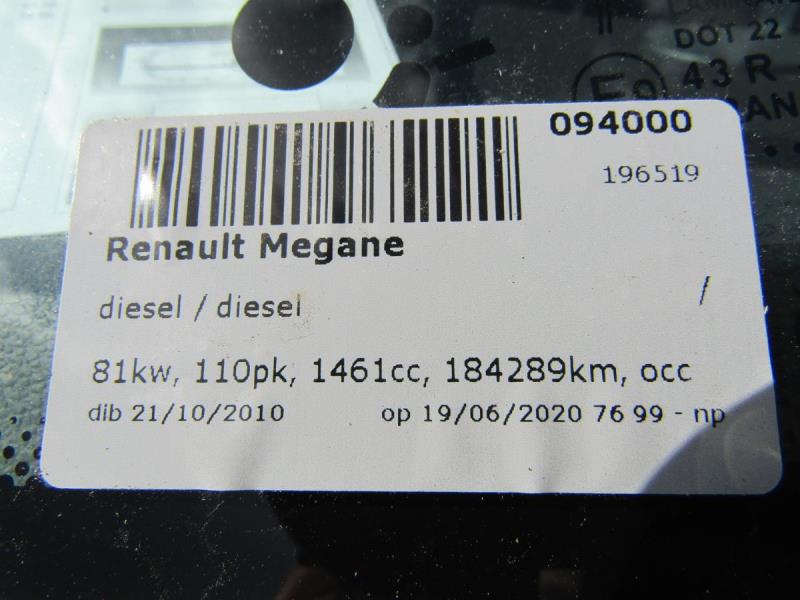 DOT 22
43 R
094000
196519
Renault Megane
diesel / diesel /
81kw, 110pk, 1461cc, 184289km, occ
dib 21/10/2010 op 19/06/2020 76 99 - np